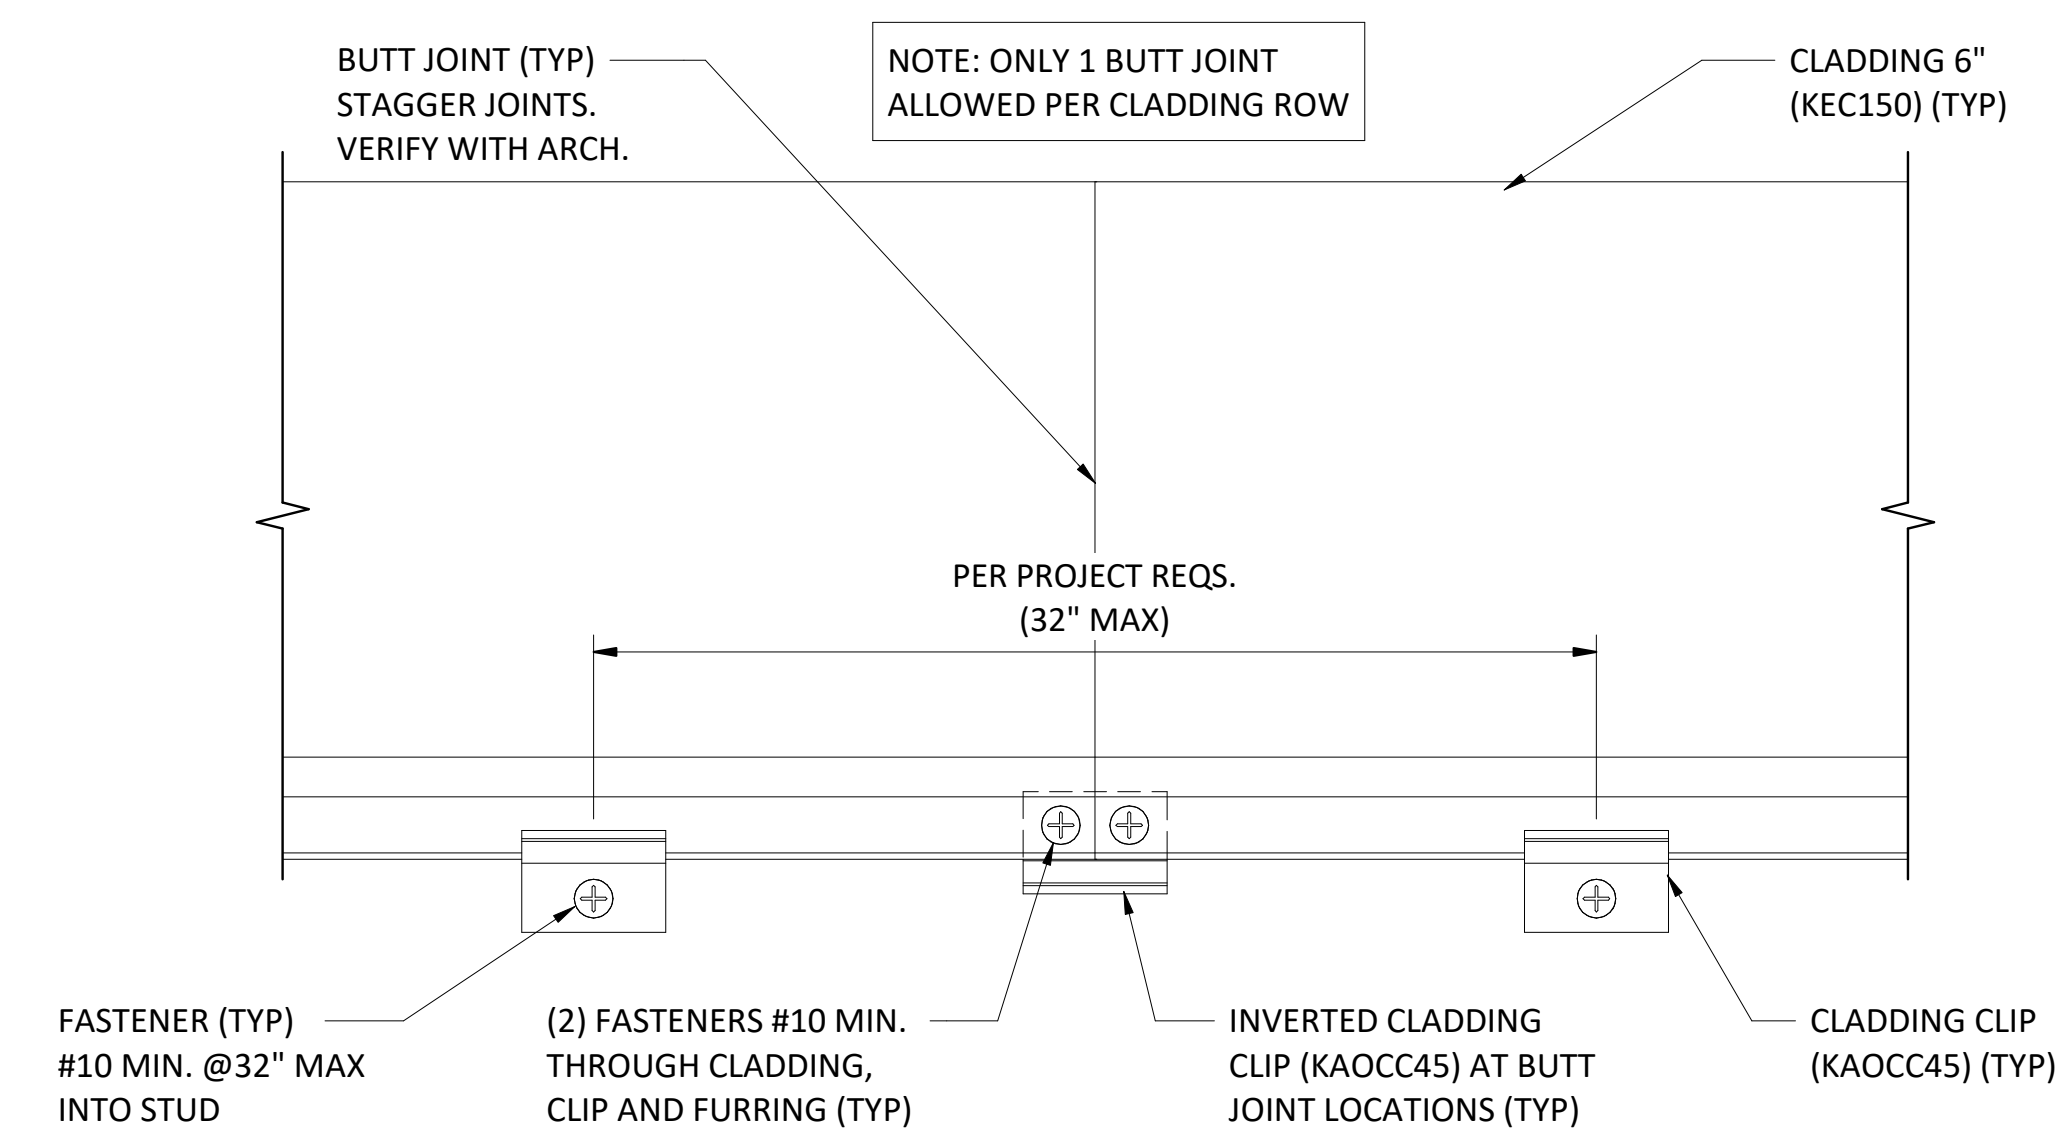 BUTT JOINT (TYP)
STAGGER JOINTS.
VERIFY WITH ARCH.
NOTE: ONLY 1 BUTT JOINT
ALLOWED PER CLADDING ROW
CLADDING 6"
(KEC150) (TYP)
PER PROJECT REQS.
(32" MAX)
FASTENER (TYP)
#10 MIN. @32" MAX
INTO STUD
(2) FASTENERS #10 MIN.
THROUGH CLADDING,
CLIP AND FURRING (TYP)
INVERTED CLADDING
CLIP (KAOCC45) AT BUTT
JOINT LOCATIONS (TYP)
CLADDING CLIP
(KAOCC45) (TYP)